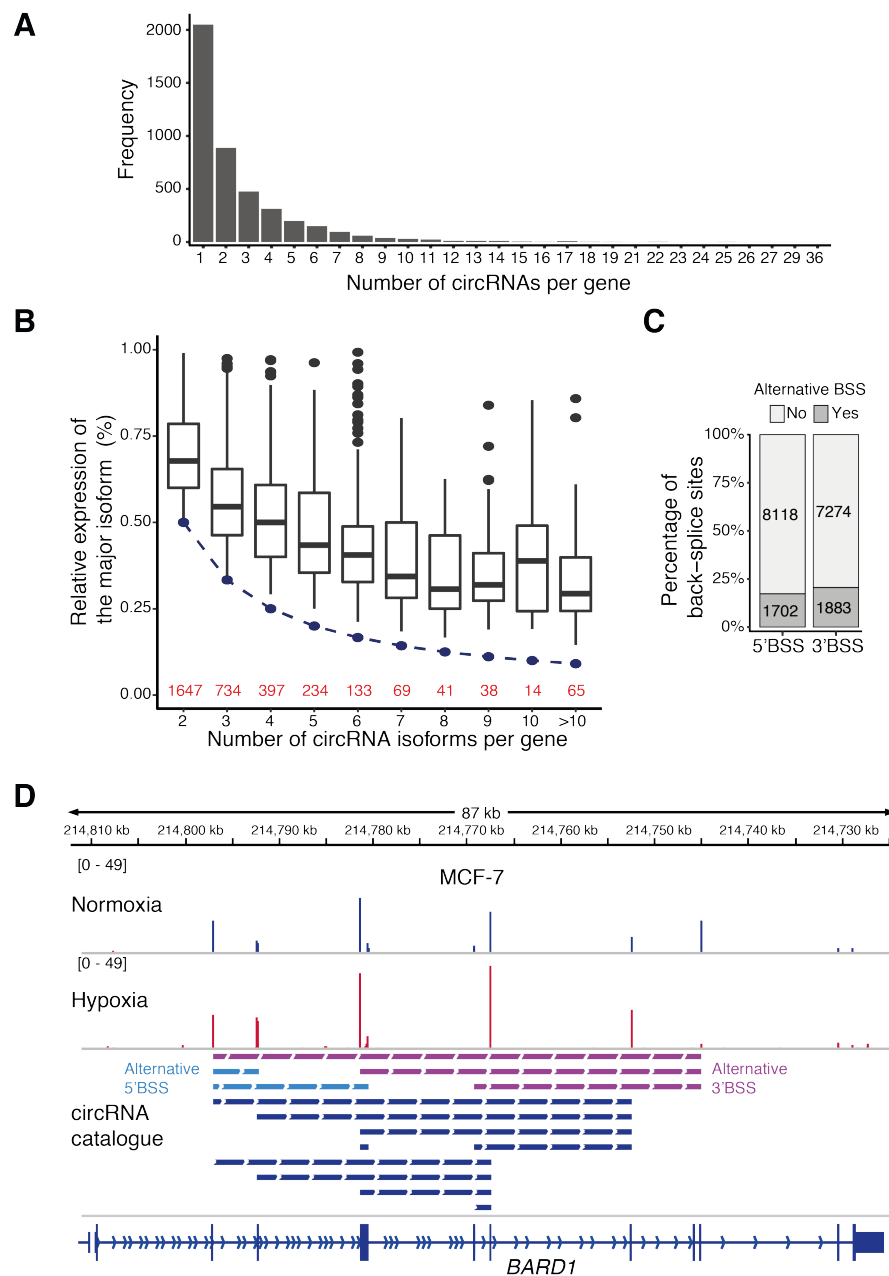 A
Frequency
2000
1500
1000
500
0
1 2 3 4 5 6 7 8 9 10 11 12 13 14 15 16 17 18 19 21 22 23 24 25 26 27 29 36
Number of circRNAs per gene
B
Relative expression of
the major isoform (%)
1.00
0.75
0.50
0.25
0.00
1647 734 397 234 133 69 41 38 14 65
2 3 4 5 6 7 8 9 10 >10
Number of circRNA isoforms per gene
C
Alternative BSS
No Yes
Percentage of
back−splice sites
100%
75%
50%
25%
0%
8118 7274
1702 1883
5'BSS 3'BSS
D
87 kb
214,810 kb 214,800 kb 214,790 kb 214,780 kb 214,770 kb 214,760 kb 214,750 kb 214,740 kb 214,730 kb
[0 - 49]
MCF-7
Normoxia
[0 - 49]
Hypoxia
Alternative
5'BSS
Alternative
3'BSS
circRNA
catalogue
BARD1